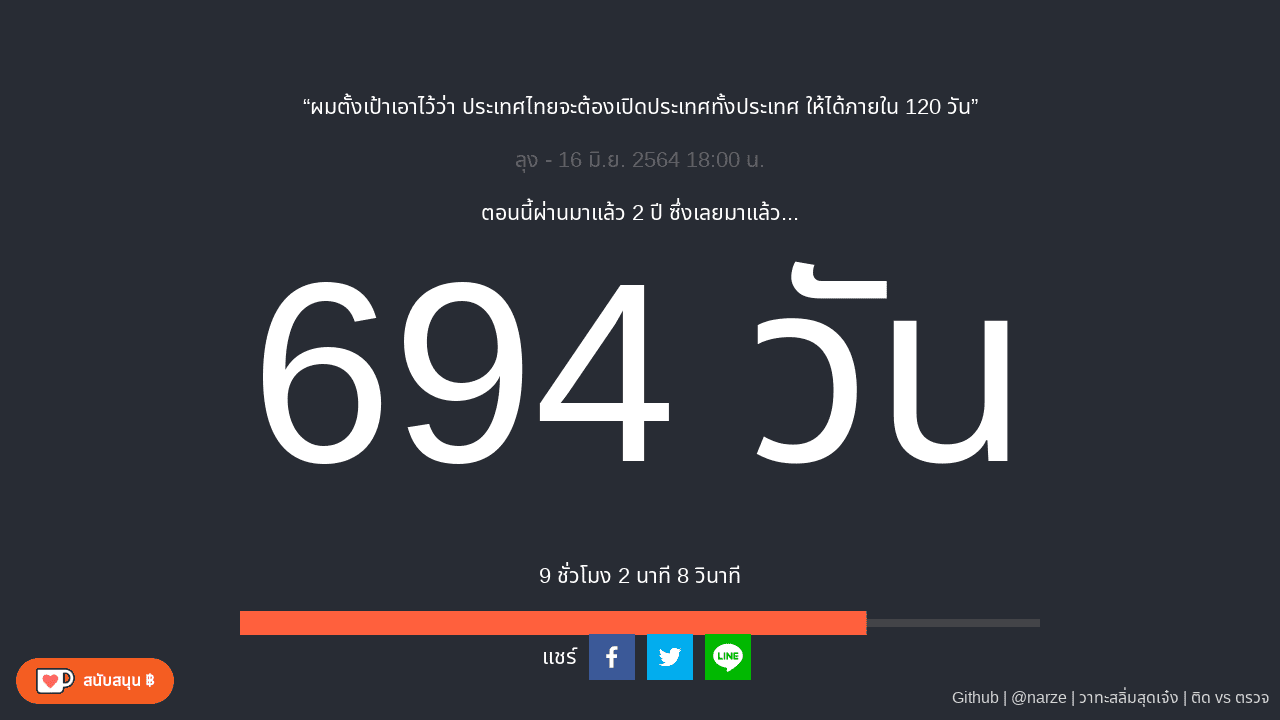 “ผมตั้งเป้าเอาไว้ว่า ประเทศไทยจะต้องเปิดประเทศทั้งประเทศ ให้ได้ภายใน 120 วัน”
ลุง - 16 มิ.ย. 2564 18:00 น.
ตอนนี้ผ่านมาแล้ว 2 ปี ซึ่งเลยมาแล้ว...
694 วัน
9 ชั่วโมง 2 นาที 8 วินาที
แชร์
LINE
สนับสนุน ฿
Github | @narze | วาทะสลิ่มสุดเจ๋ง | ติด vs ตรวจ